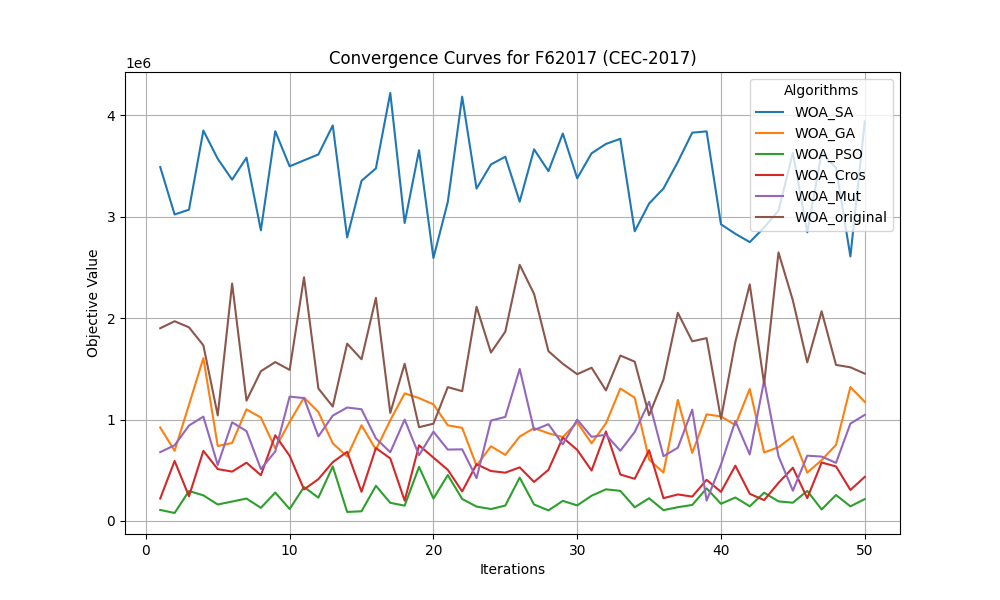 Convergence Curves for F62017 (CEC-2017)
1e6
Algorithms
WOA_SA
WOA_GA
WOA_PSO
WOA_Cros
WOA_Mut
WOA_original
Objective Value
4
3
2
1
0
0 10 20 30 40 50
Iterations